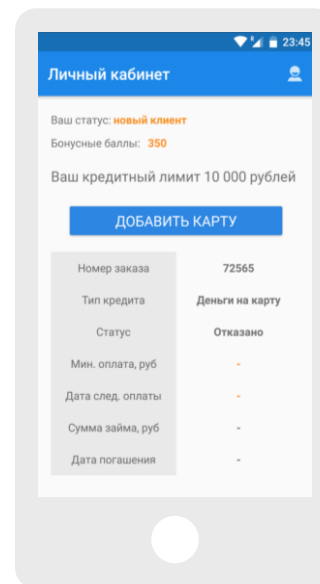 23:45
Личный кабинет
Ваш статус: новый клиент
Бонусные баллы: 350
Ваш кредитный лимит 10 000 рублей
ДОБАВИТЬ КАРТУ
Номер заказа 72565
Тип кредита Деньги на карту
Статус Отказано
Мин. оплата, руб -
Дата след. оплаты -
Сумма займа, руб -
Дата погашения -